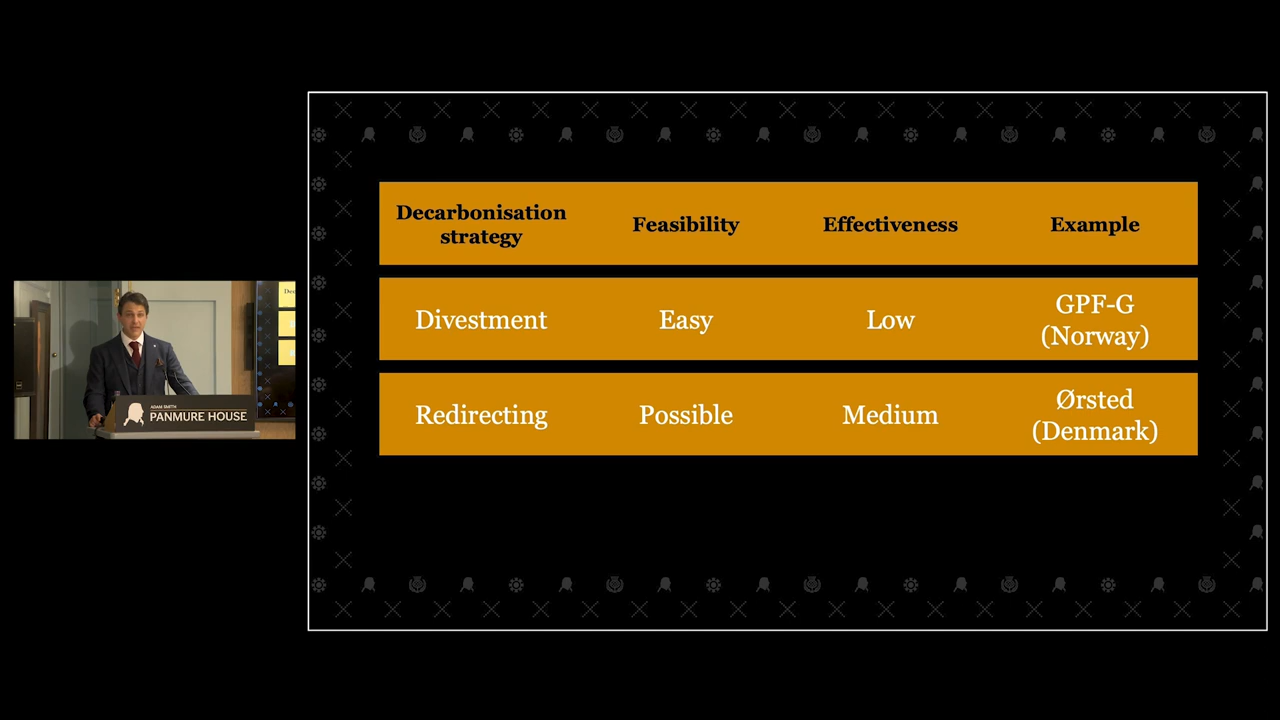 Decarbonisation
strategy
Feasibility
Effectiveness
Example
Divestment
Easy
Low
GPF-G
(Norway)
Redirecting
Possible
Medium
Ørsted
(Denmark)
ADAM SMITH
PANMURE HOUSE